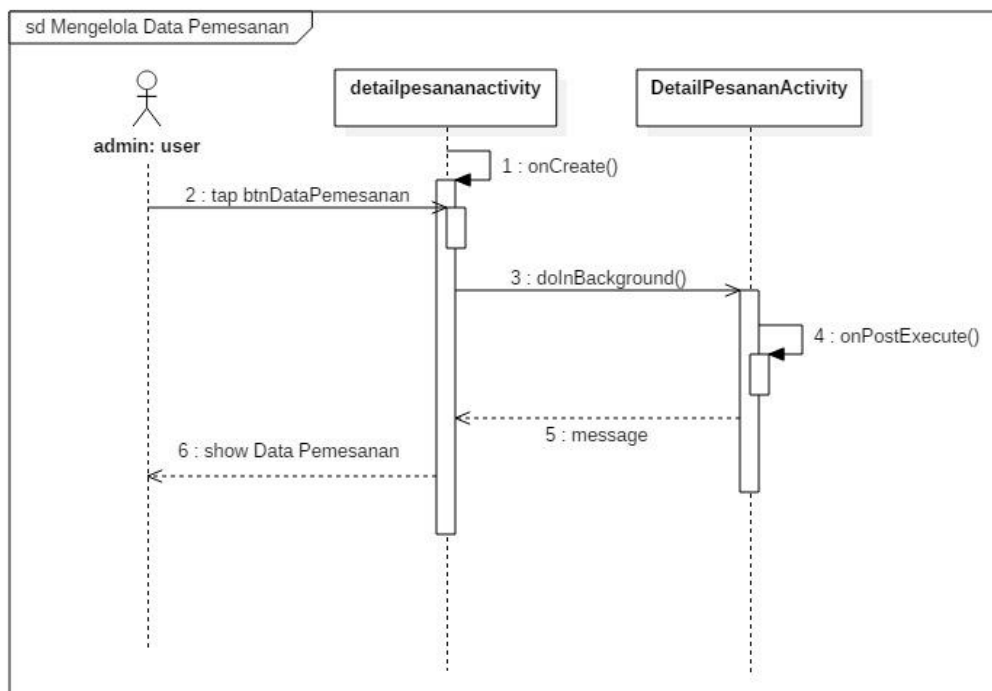 sd Mengelola Data Pemesanan
detailpesananactivity
DetailPesananActivity
admin: user
1 : onCreate()
2 : tap btnDataPemesanan
3 : doInBackground()
4 : onPostExecute()
5 : message
6 : show Data Pemesanan